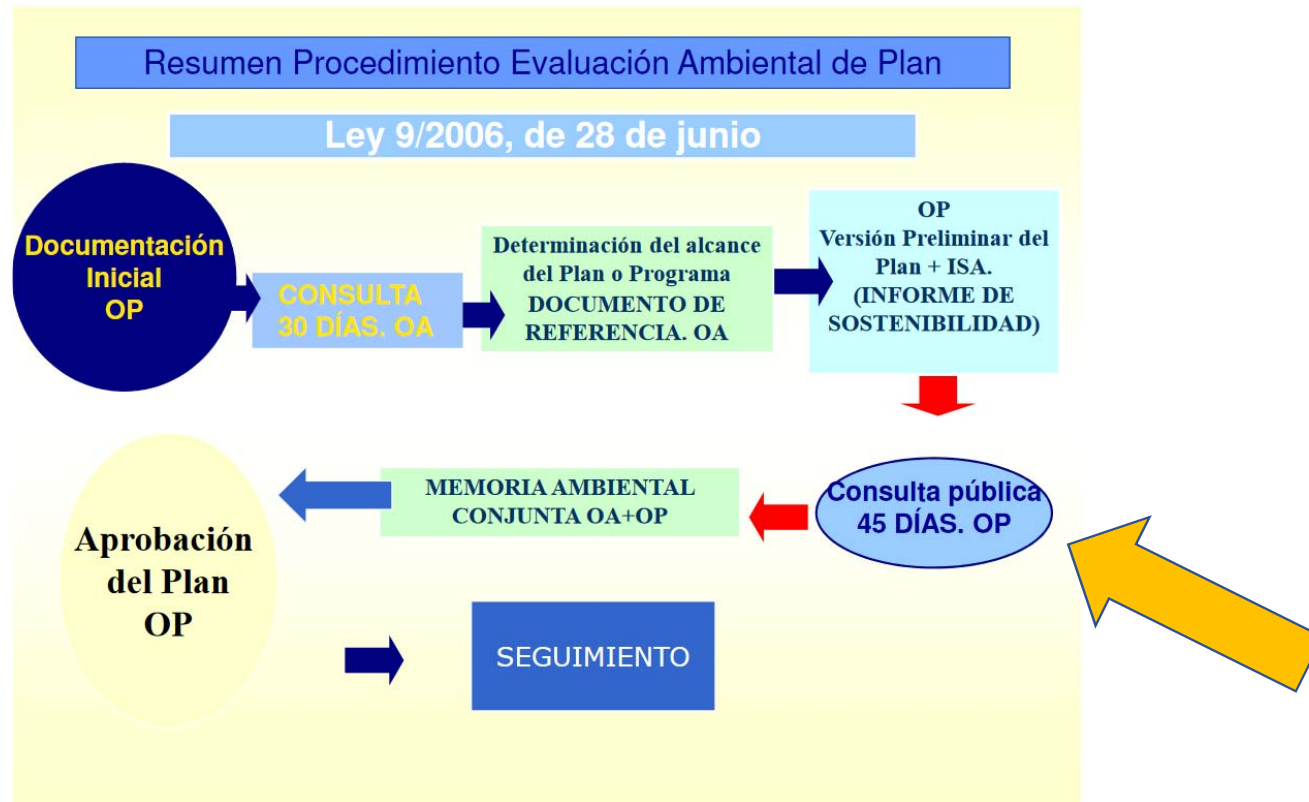 Resumen Procedimiento Evaluación Ambiental de Plan
Ley 9/2006, de 28 de junio
Documentación
Inicial
OP
CONSULTA
30 DÍAS. OA
Determinación del alcance
del Plan o Programa
DOCUMENTO DE
REFERENCIA. OA
OP
Versión Preliminar del
Plan + ISA.
(INFORME DE
SOSTENIBILIDAD)
Consulta pública
45 DÍAS. OP
MEMORIA AMBIENTAL
CONJUNTA OA+OP
Aprobación
del Plan
OP
SEGUIMIENTO